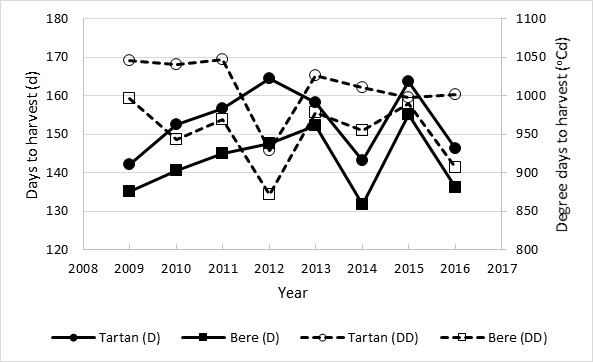 180
170
160
150
140
130
120
Days to harvest (d)
1100
1050
1000
950
900
850
800
Degree days to harvest (°Cd)
2008 2009 2010 2011 2012 2013 2014 2015 2016 2017
Year
Tartan (D) Bere (D) Tartan (DD) Bere (DD)